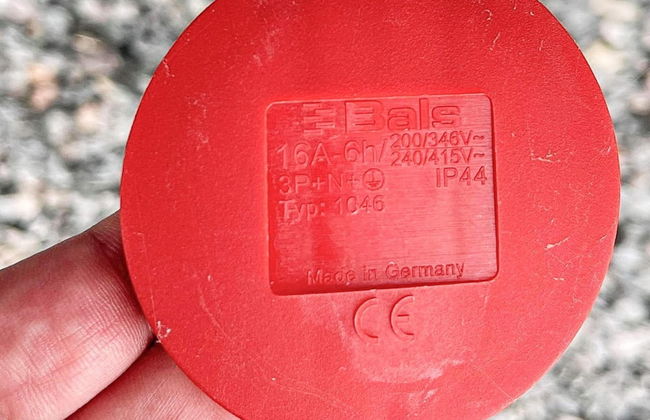 Bals
16A-6h/ 200/346V~
240/415V~
3P+N+⏚ IP44
Typ: 1046
Made in Germany
CE